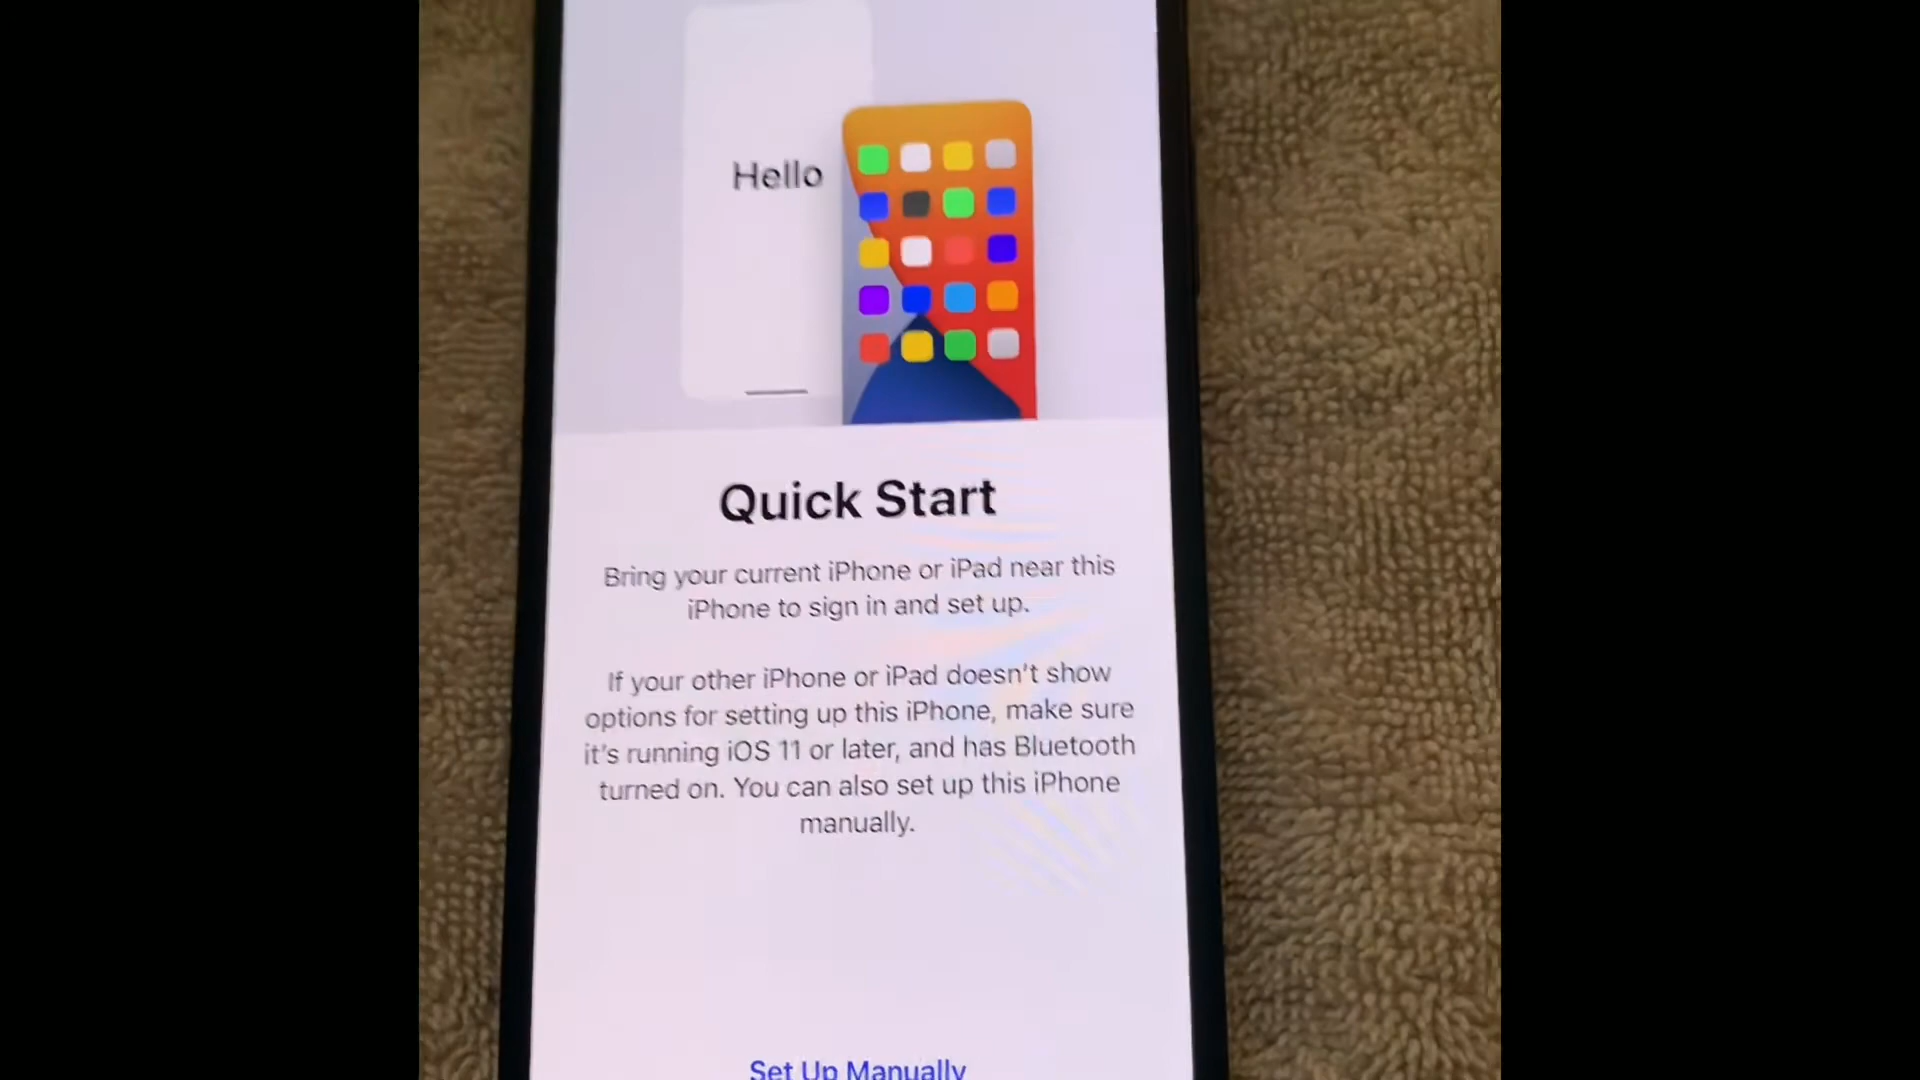 Hello
Quick Start
Bring your current iPhone or iPad near this
iPhone to sign in and set up.
If your other iPhone or iPad doesn't show
options for setting up this iPhone, make sure
it's running iOS 11 or later, and has Bluetooth
turned on. You can also set up this iPhone
manually.
Set Up Manually